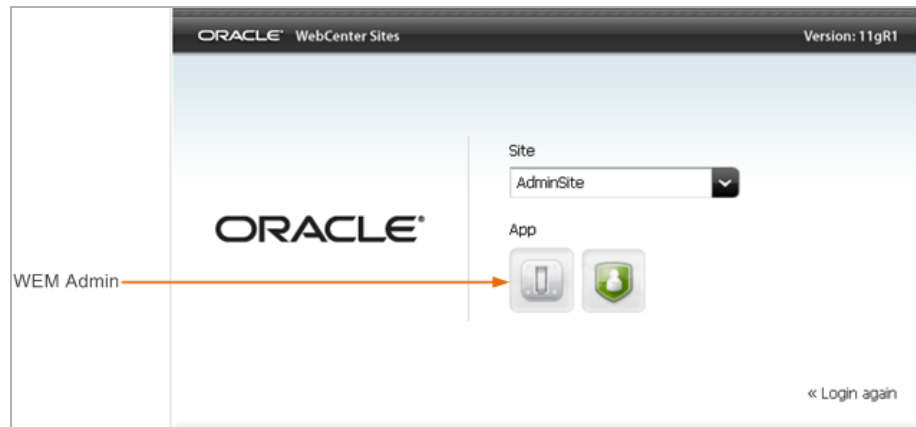 ORACLE® WebCenter Sites
Version: 11gR1
Site
AdminSite
ORACLE®
App
WEM Admin
« Login again